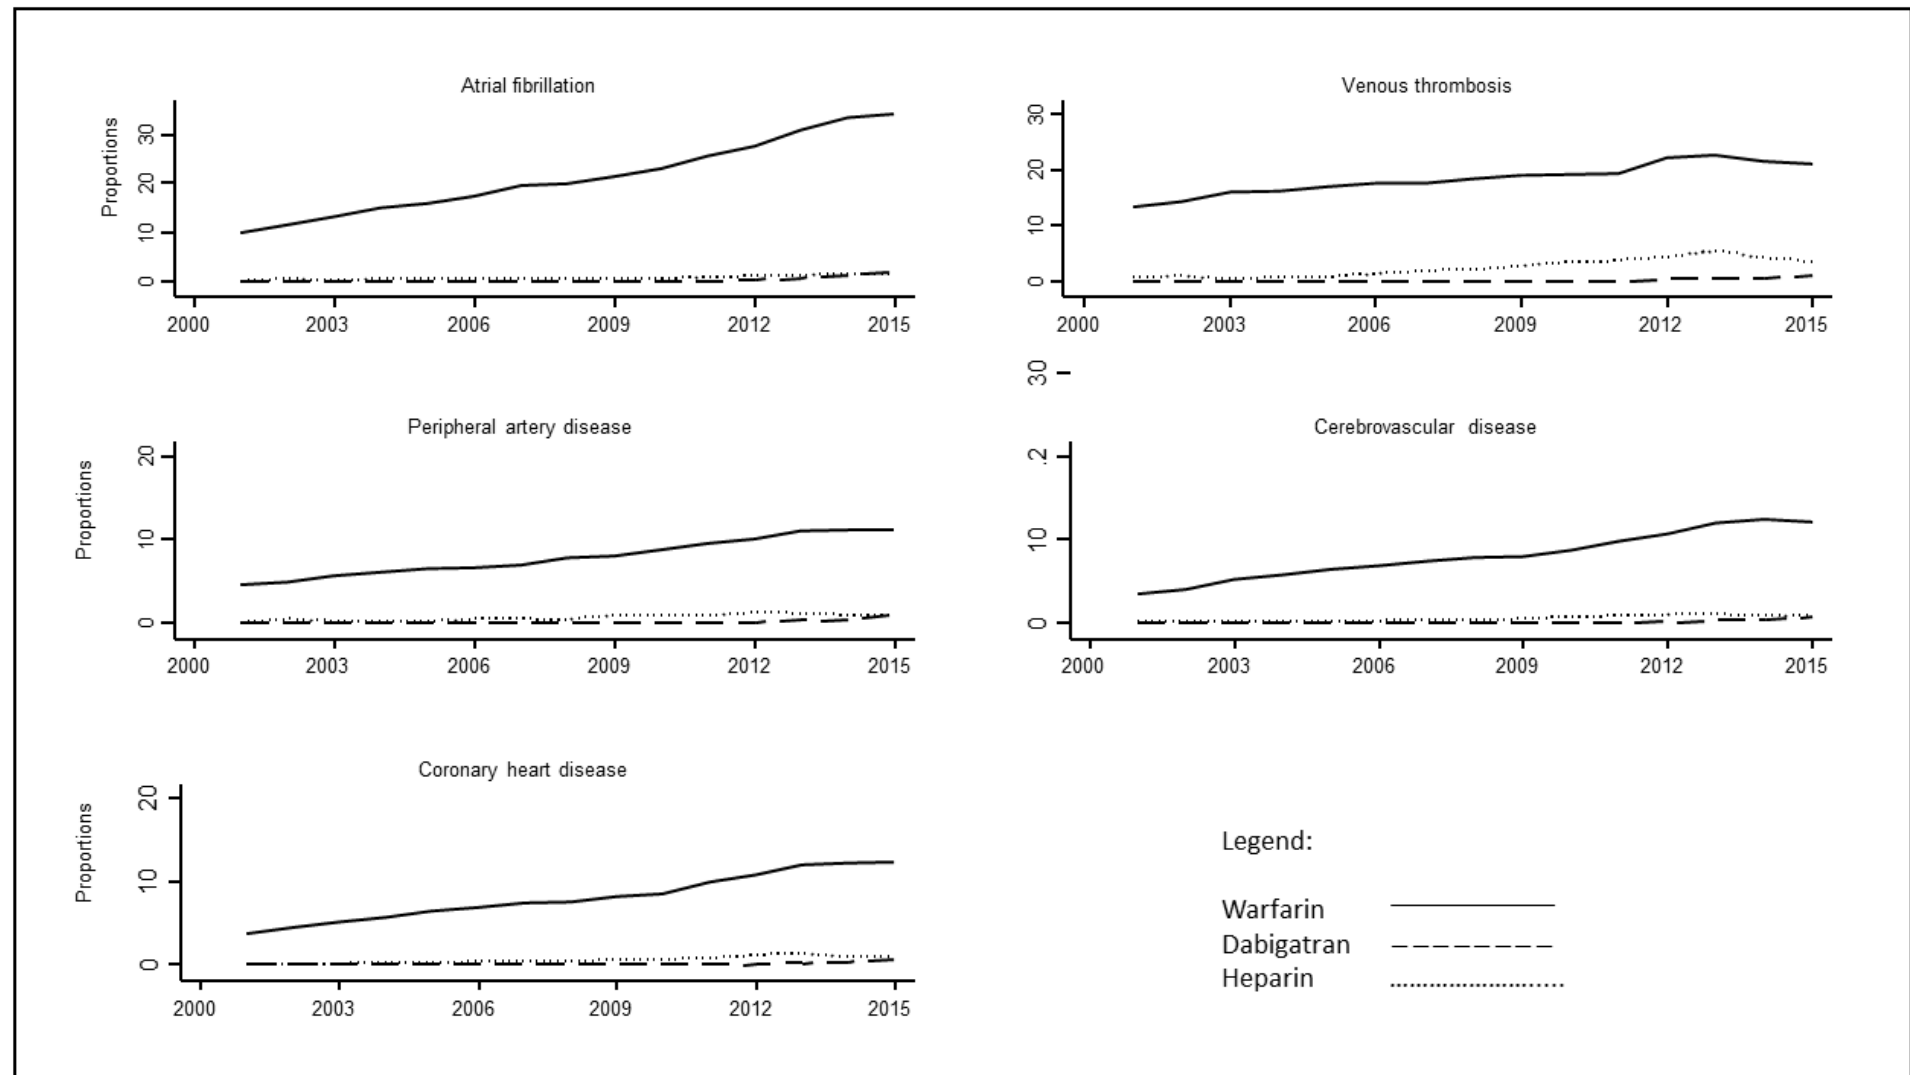 Atrial fibrillation
Proportions
30
20
10
0
2000 2003 2006 2009 2012 2015
Venous thrombosis
30
20
10
0
2000 2003 2006 2009 2012 2015
30
Peripheral artery disease
Proportions
20
10
0
2000 2003 2006 2009 2012 2015
Cerebrovascular disease
.2
10
0
2000 2003 2006 2009 2012 2015
Coronary heart disease
Proportions
20
10
0
2000 2003 2006 2009 2012 2015
Legend:
Warfarin
Dabigatran
Heparin